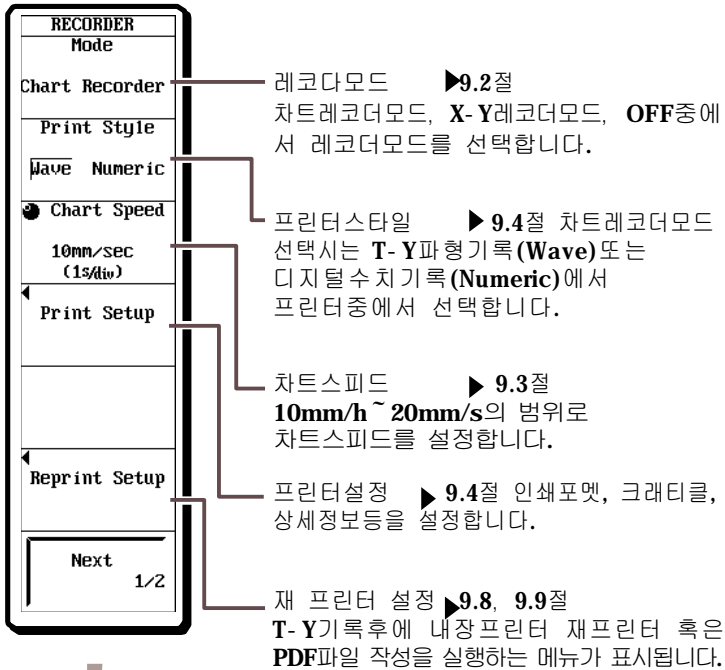 RECORDER
Mode
Chart Recorder
Print Style
Wave Numeric
Chart Speed
10mm/sec
(1s/div)
Print Setup
Reprint Setup
Next
1/2
레코다모드 ▶9.2절
차트레코더모드, X-Y레코더모드, OFF중에
서 레코더모드를 선택합니다.
프린터스타일 ▶ 9.4절 차트레코더모드
선택시는 T-Y파형기록(Wave)또는
디지털수치기록(Numeric)에서
프린터중에서 선택합니다.
차트스피드 ▶ 9.3절
10mm/h~20mm/s의 범위로
차트스피드를 설정합니다.
프린터설정 ▶ 9.4절 인쇄포멧, 크래티클,
상세정보등을 설정합니다.
재 프린터 설정 ▶9.8, 9.9절
T-Y기록후에 내장프린터 재프린터 혹은
PDF파일 작성을 실행하는 메뉴가 표시됩니다.